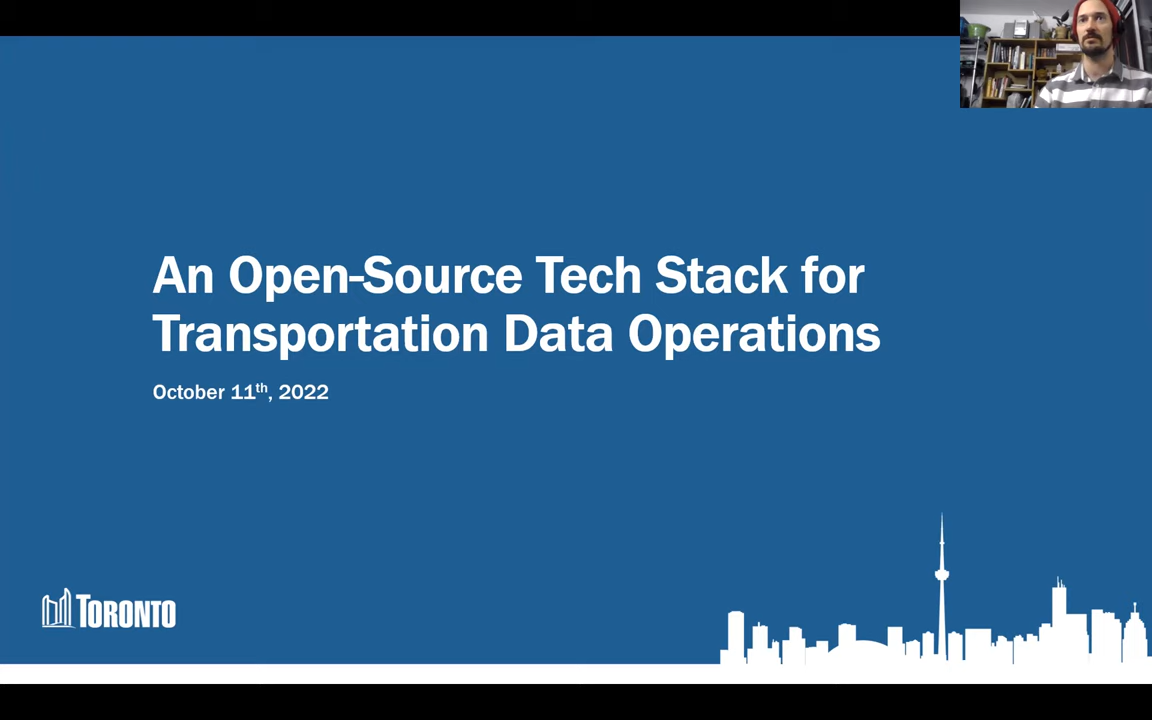 An Open-Source Tech Stack for
Transportation Data Operations
October 11th, 2022
TORONTO